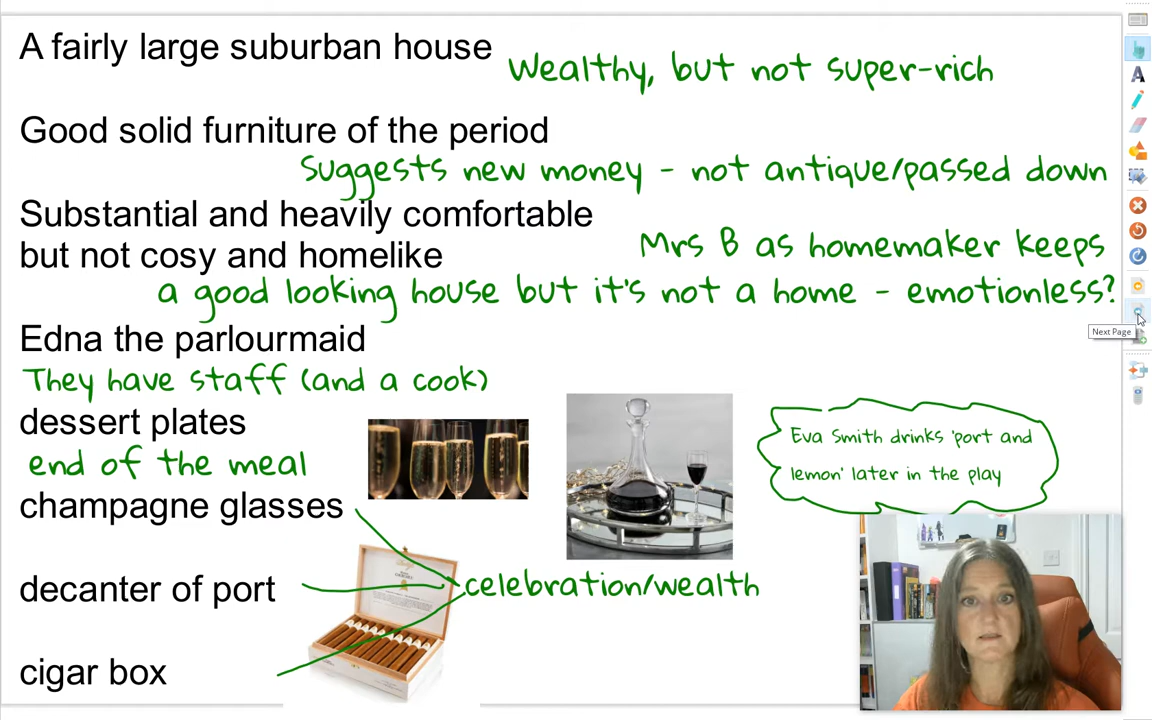 A fairly large suburban house
Wealthy, but not super-rich
Good solid furniture of the period
Suggests new money - not antique/passed down
Substantial and heavily comfortable
but not cosy and homelike
Mrs B as homemaker keeps
a good looking house but it's not a home - emotionless?
Edna the parlourmaid
They have staff (and a cook)
dessert plates
end of the meal
champagne glasses
decanter of port
cigar box
celebration/wealth
Eva Smith drinks 'port and
lemon' later in the play
Next Page